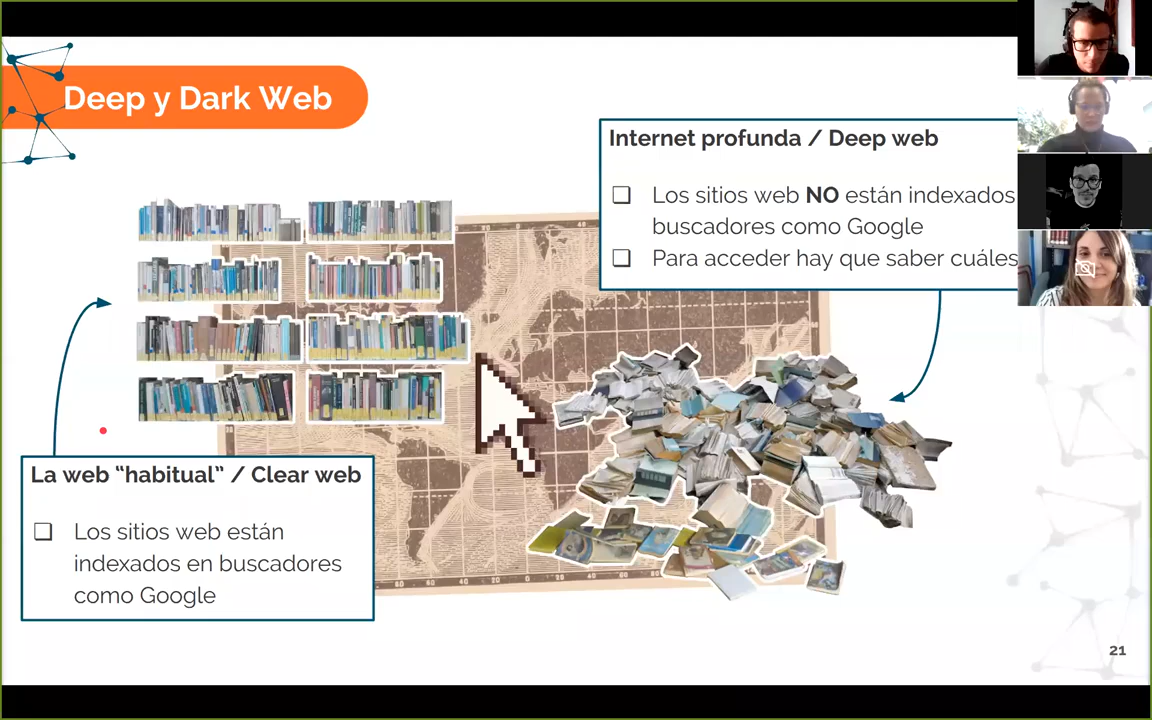 Deep y Dark Web
Internet profunda / Deep web
❏ Los sitios web NO están indexados
buscadores como Google
❏ Para acceder hay que saber cuáles
La web “habitual” / Clear web
❏ Los sitios web están
indexados en buscadores
como Google
21